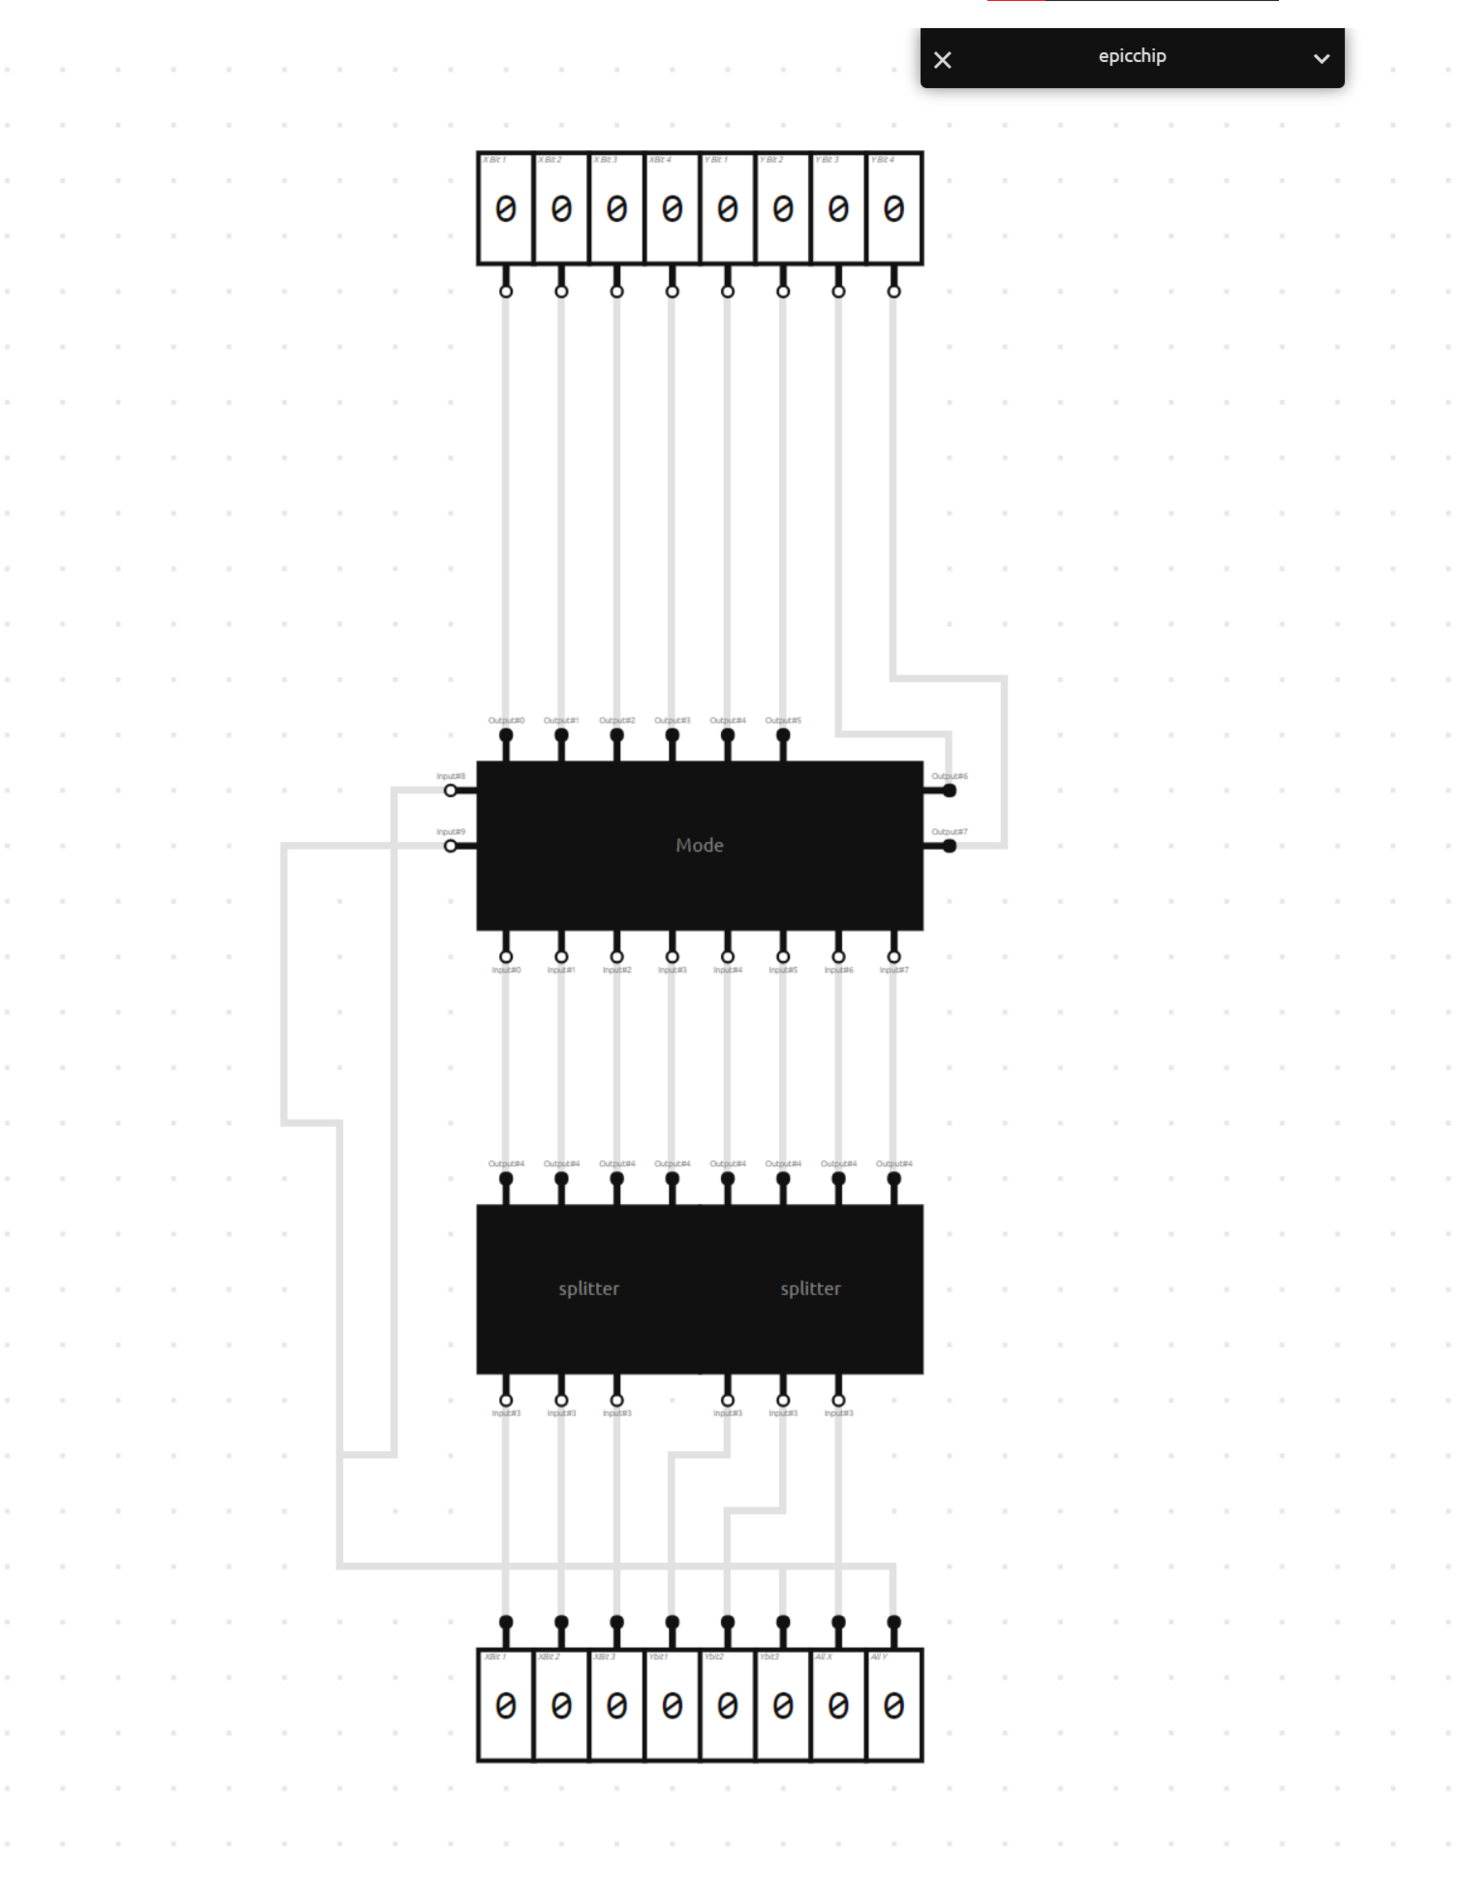 epicchip
X Bit 1 X Bit 2 X Bit 3 XBit 4 Y Bit 1 Y Bit 2 Y Bit 3 Y Bit 4
0 0 0 0 0 0 0 0
Output#0 Output#1 Output#2 Output#3 Output#4 Output#5
Input#8 Output#6
Input#9 Output#7
Mode
Input#0 Input#1 Input#2 Input#3 Input#4 Input#5 Input#6 Input#7
Output#4 Output#4 Output#4 Output#4 Output#4 Output#4 Output#4 Output#4
splitter splitter
Input#3 Input#3 Input#3 Input#3 Input#3 Input#3
XBit 1 XBit 2 XBit 3 Ybit1 Ybit2 Ybit3 All X All Y
0 0 0 0 0 0 0 0